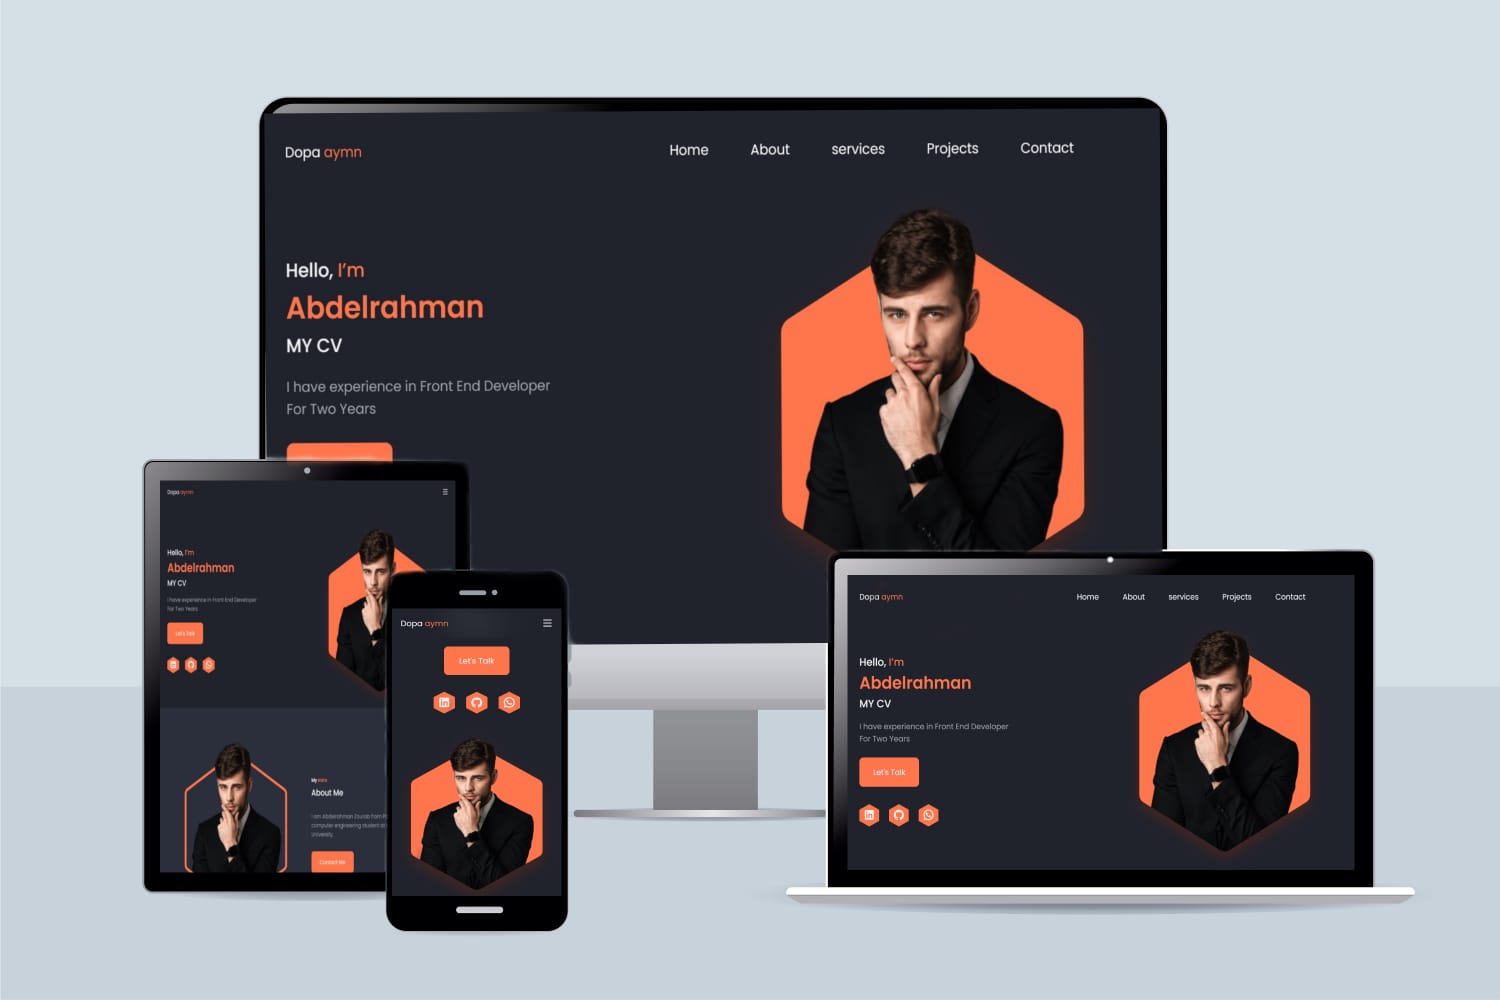 Dopa aymn
Home About services Projects Contact
Hello, I'm
Abdelrahman
MY CV
I have experience in Front End Developer
For Two Years
Dopa aymn
Hello, I'm
Abdelrahman
MY CV
I have experience in Front End Developer
For Two Years
Let's Talk
About Me
I am Abdelrahman Zourab from
computer engineering student at
University.
Contact Me
Dopa aymn
Let's Talk
Dopa aymn
Home About services Projects Contact
Hello, I'm
Abdelrahman
MY CV
I have experience in Front End Developer
For Two Years
Let's Talk